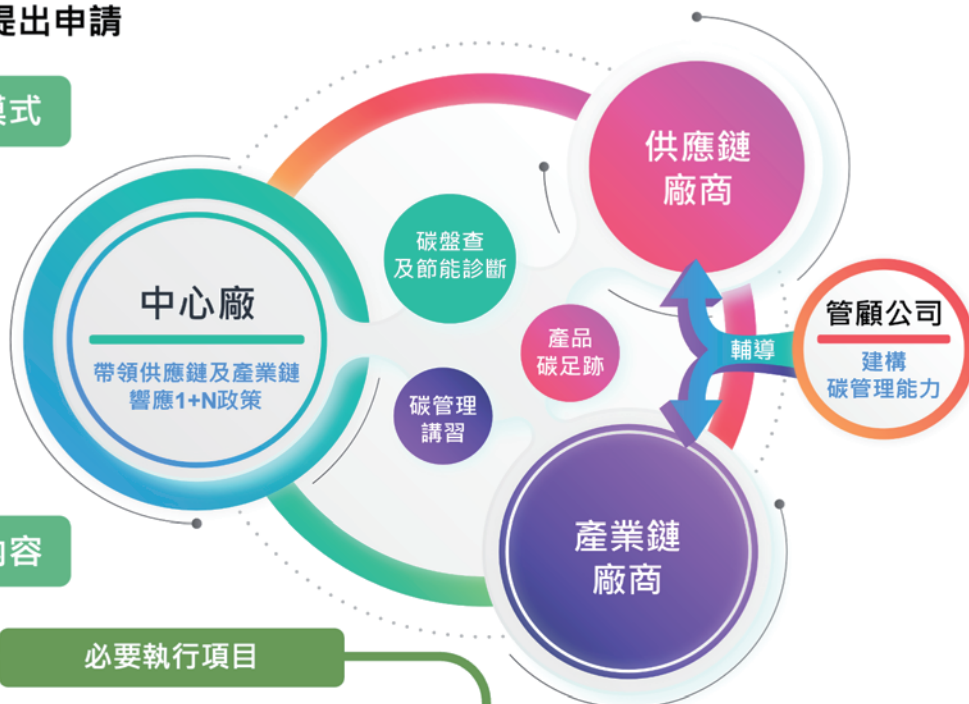 提出申請
模式
供應鏈
廠商
碳盤查
及節能診斷
中心廠
帶領供應鏈及產業鏈
響應1+N政策
產品
碳足跡
碳管理
講習
輔導
管顧公司
建構
碳管理能力
產業鏈
廠商
內容
必要執行項目